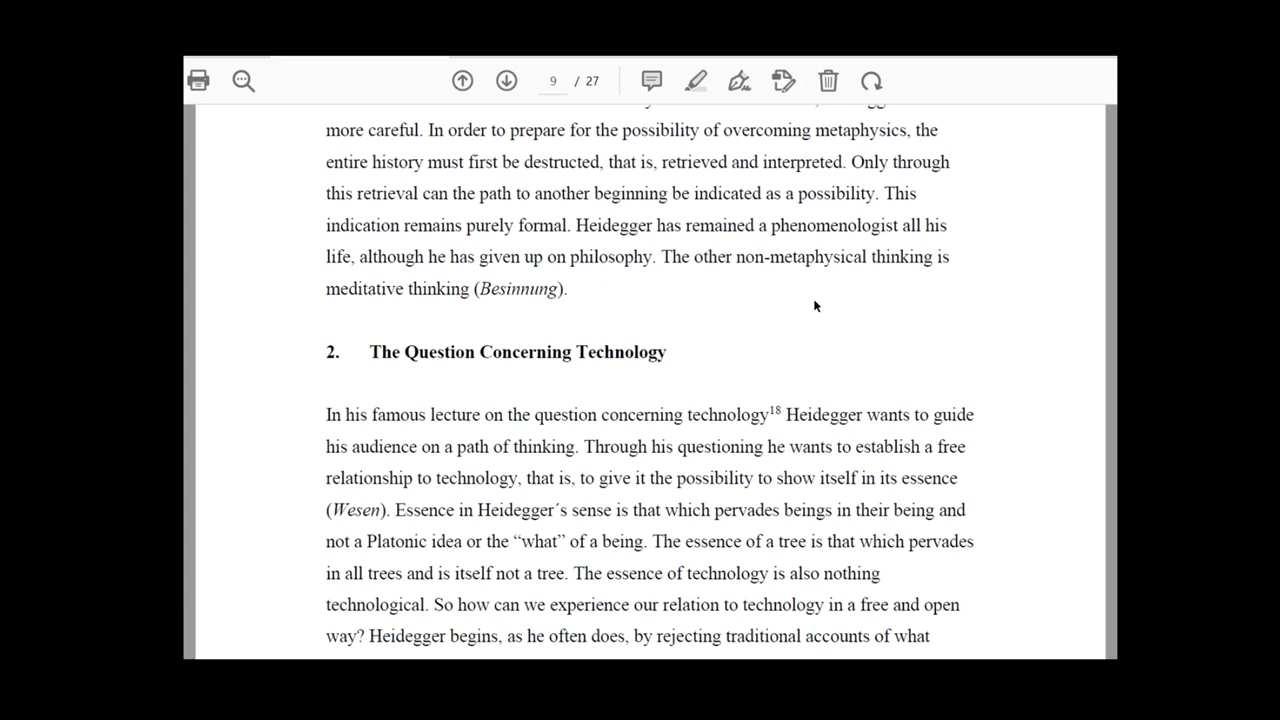 9 / 27
more careful. In order to prepare for the possibility of overcoming metaphysics, the
entire history must first be destructed, that is, retrieved and interpreted. Only through
this retrieval can the path to another beginning be indicated as a possibility. This
indication remains purely formal. Heidegger has remained a phenomenologist all his
life, although he has given up on philosophy. The other non-metaphysical thinking is
meditative thinking (Besinnung).
2. The Question Concerning Technology
In his famous lecture on the question concerning technology18 Heidegger wants to guide
his audience on a path of thinking. Through his questioning he wants to establish a free
relationship to technology, that is, to give it the possibility to show itself in its essence
(Wesen). Essence in Heidegger´s sense is that which pervades beings in their being and
not a Platonic idea or the “what” of a being. The essence of a tree is that which pervades
in all trees and is itself not a tree. The essence of technology is also nothing
technological. So how can we experience our relation to technology in a free and open
way? Heidegger begins, as he often does, by rejecting traditional accounts of what